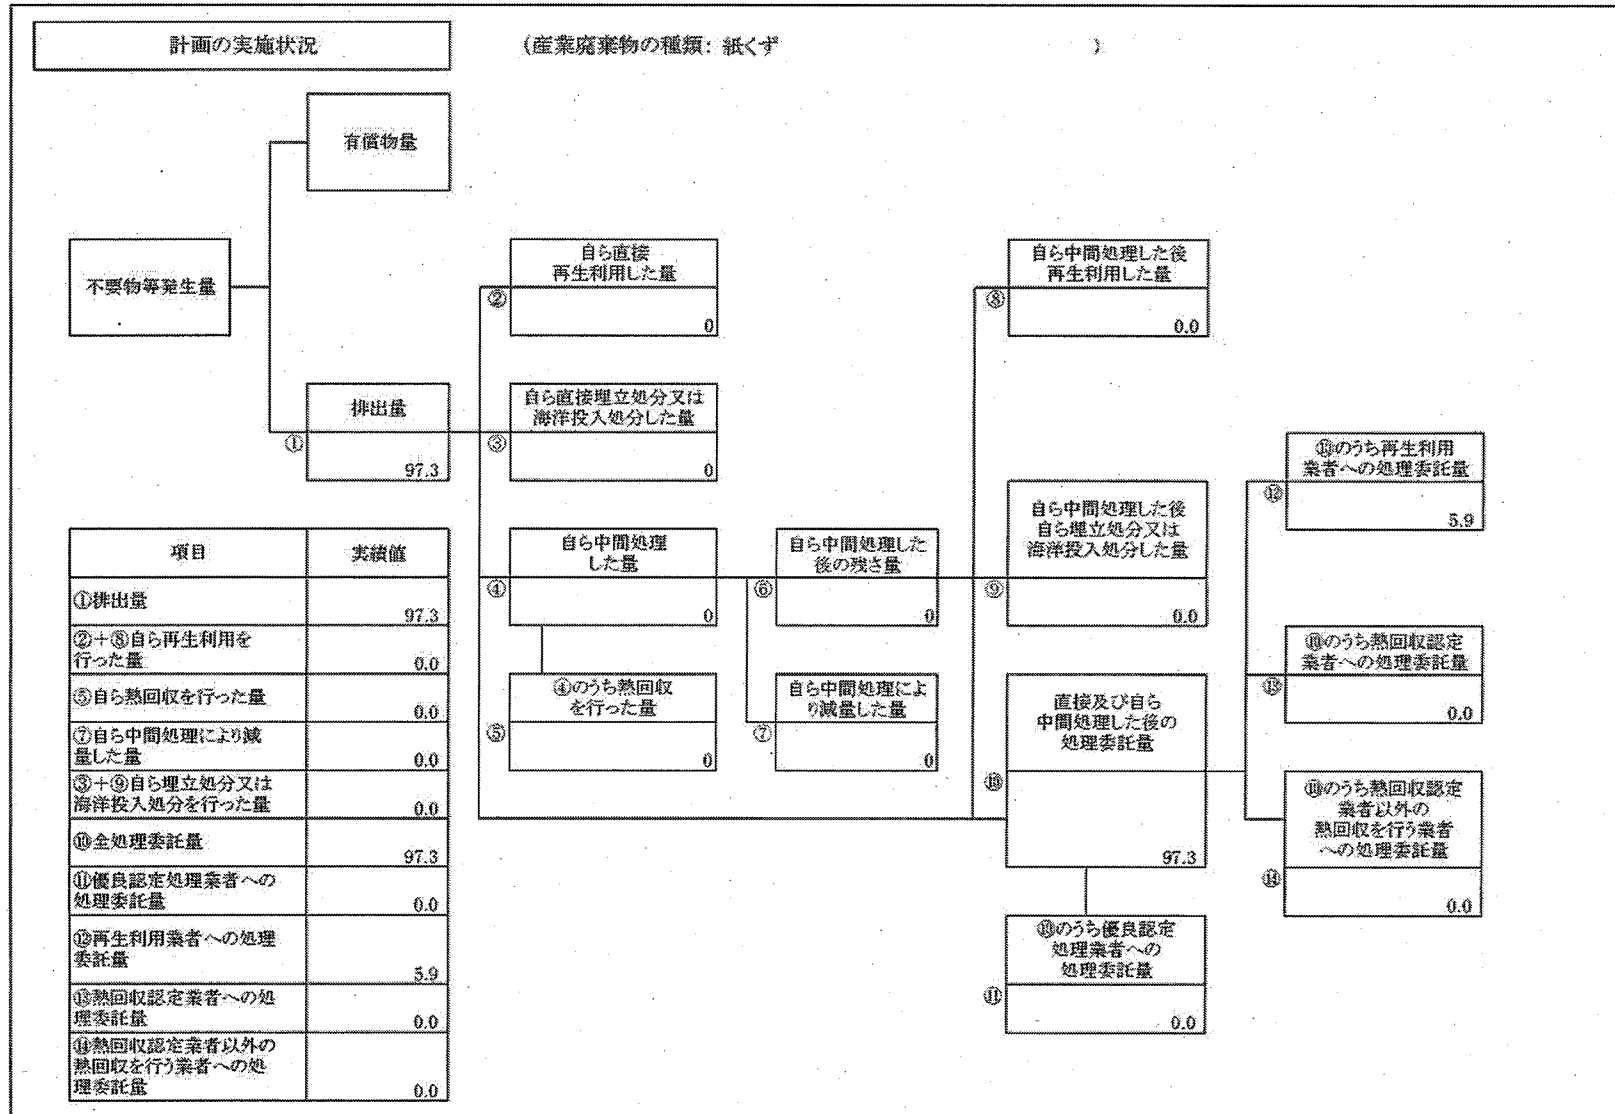 計画の実施状況
(産業廃棄物の種類: 紙くず )
有償物量
不要物等発生量
自ら直接
再生利用した量
②
0
自ら中間処理した後
再生利用した量
⑧
0.0
排出量
①
97.3
自ら直接埋立処分又は
海洋投入処分した量
③
0
⑩のうち再生利用
業者への処理委託量
⑫
5.9
自ら中間処理
した量
④
0
自ら中間処理した
後の残さ量
⑥
0
自ら中間処理した後
自ら埋立処分又は
海洋投入処分した量
⑨
0.0
⑩のうち熱回収認定
業者への処理委託量
⑬
0.0
④のうち熱回収
を行った量
⑤
0
自ら中間処理によ
り減量した量
⑦
0
直接及び自ら
中間処理した後の
処理委託量
⑩
97.3
⑩のうち熱回収認定
業者以外の
熱回収を行う業者
への処理委託量
⑭
0.0
⑩のうち優良認定
処理業者への
処理委託量
⑪
0.0
項目 実績値
①排出量 97.3
②+⑧自ら再生利用を
行った量 0.0
⑤自ら熱回収を行った量 0.0
⑦自ら中間処理により減
量した量 0.0
③+⑨自ら埋立処分又は
海洋投入処分を行った量 0.0
⑩全処理委託量 97.3
⑪優良認定処理業者への
処理委託量 0.0
⑫再生利用業者への処理
委託量 5.9
⑬熱回収認定業者への処
理委託量 0.0
⑭熱回収認定業者以外の
熱回収を行う業者への処
理委託量 0.0